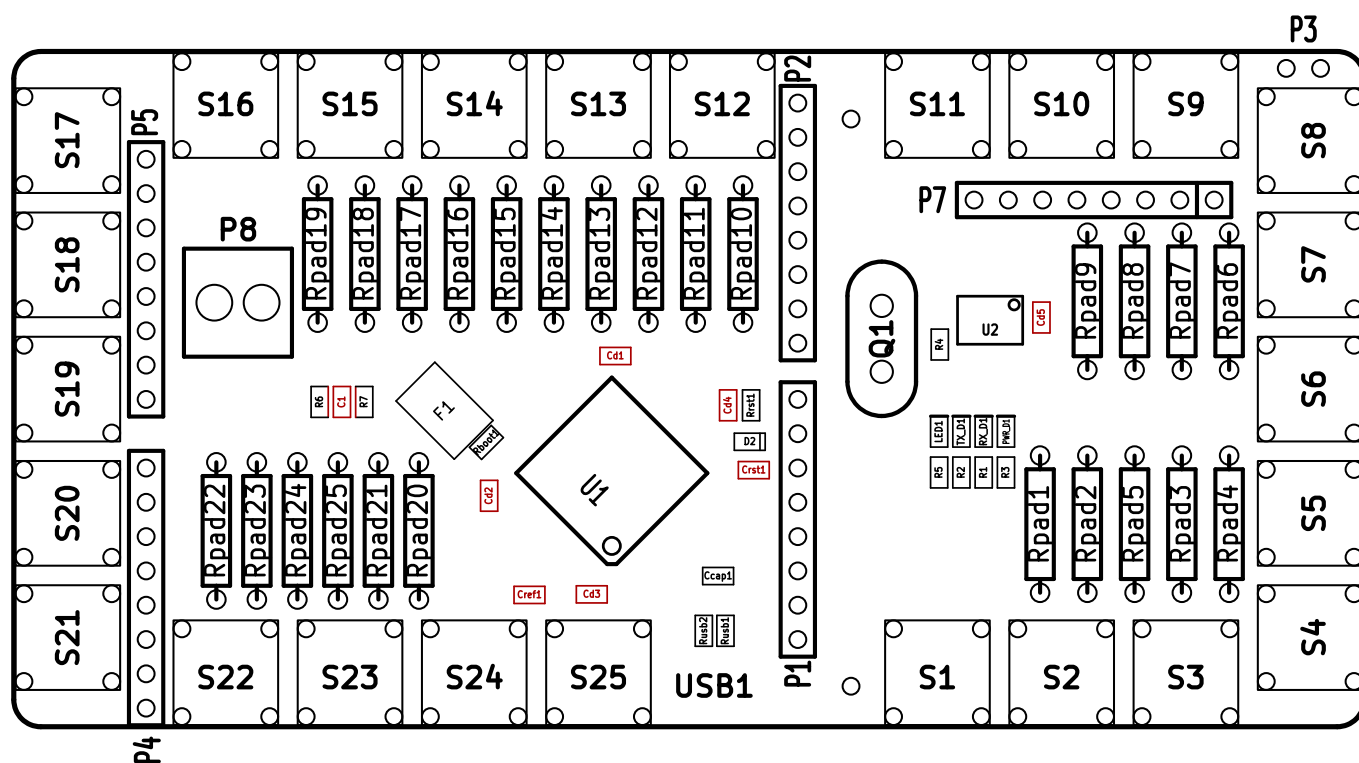 P3
P2
S16
S15
S14
S13
S12
S11
S10
S9
S17
P5
S8
P7
Rpad19
Rpad18
Rpad17
Rpad16
Rpad15
Rpad14
Rpad13
Rpad12
Rpad11
Rpad10
P8
S18
S7
Rpad9
Rpad8
Rpad7
Rpad6
Q1
U2
Cd5
R4
Cd1
S19
S6
R6
C1
R7
F1
Rboot1
Cd4
Rrst1
D2
Crst1
LED1
TX_D1
RX_D1
PWR_D1
R5
R2
R1
R3
Cd2
U1
S20
S5
Rpad22
Rpad23
Rpad24
Rpad25
Rpad21
Rpad20
Rpad1
Rpad2
Rpad5
Rpad3
Rpad4
Ccap1
Cref1
Cd3
Rusb2
Rusb1
S21
S4
S22
S23
S24
S25
USB1
P1
S1
S2
S3
P4